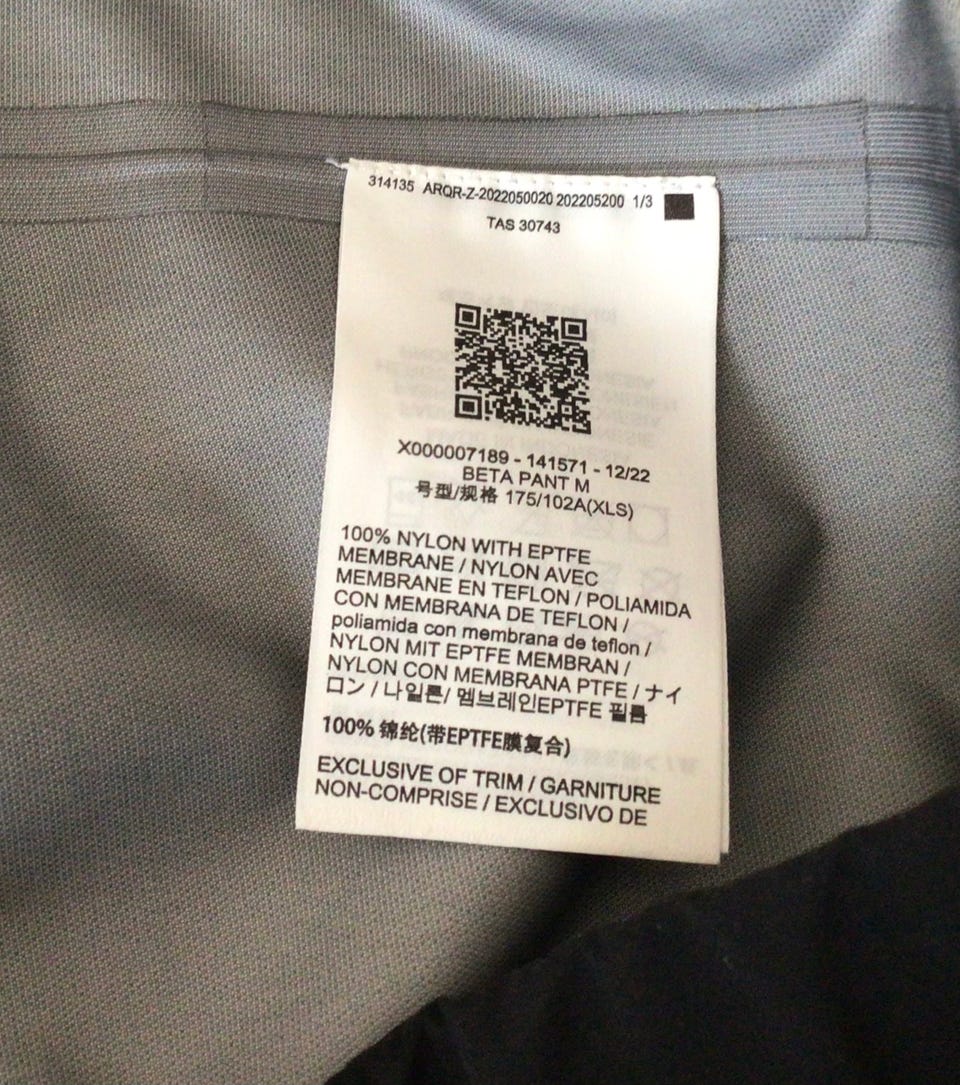 314135 ARQR-Z-2022050020 202205200 1/3
TAS 30743
X000007189 - 141571 - 12/22
BETA PANT M
号型/规格 175/102A(XLS)
100% NYLON WITH EPTFE
MEMBRANE / NYLON AVEC
MEMBRANE EN TEFLON / POLIAMIDA
CON MEMBRANA DE TEFLON /
poliamida con membrana de teflon /
NYLON MIT EPTFE MEMBRAN /
NYLON CON MEMBRANA PTFE / ナイ
ロン / 나일론/ 멤브레인EPTFE 필름
100% 锦纶(带EPTFE膜复合)
EXCLUSIVE OF TRIM / GARNITURE
NON-COMPRISE / EXCLUSIVO DE